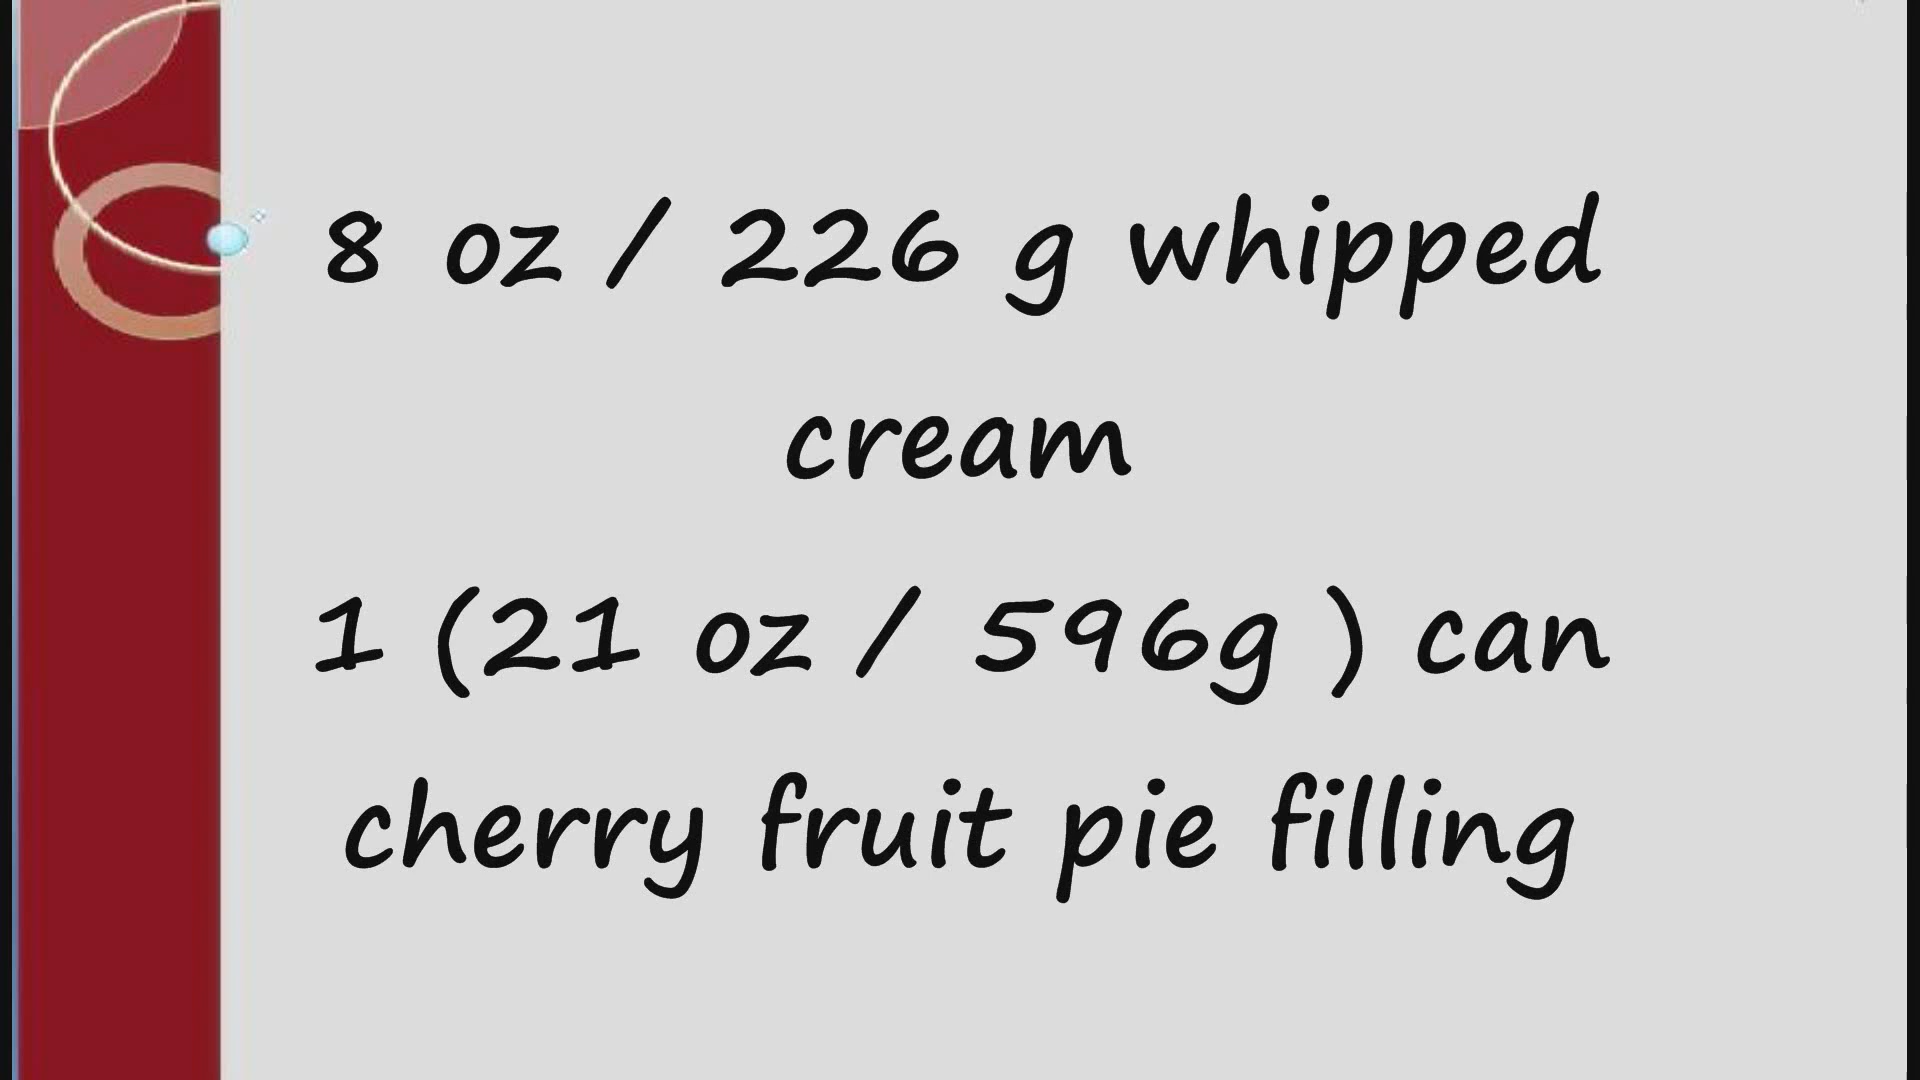 8 oz / 226 g whipped
cream
1 (21 oz / 596g ) can
cherry fruit pie filling